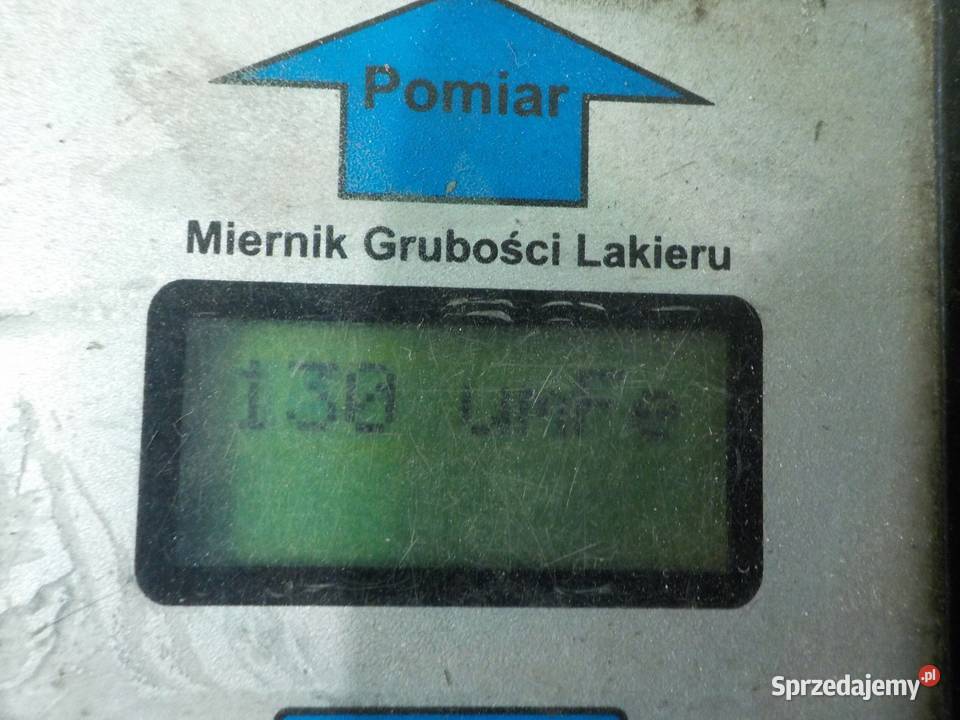 Pomiar
Miernik Grubości Lakieru
130 umFe
Sprzedajemy.pl